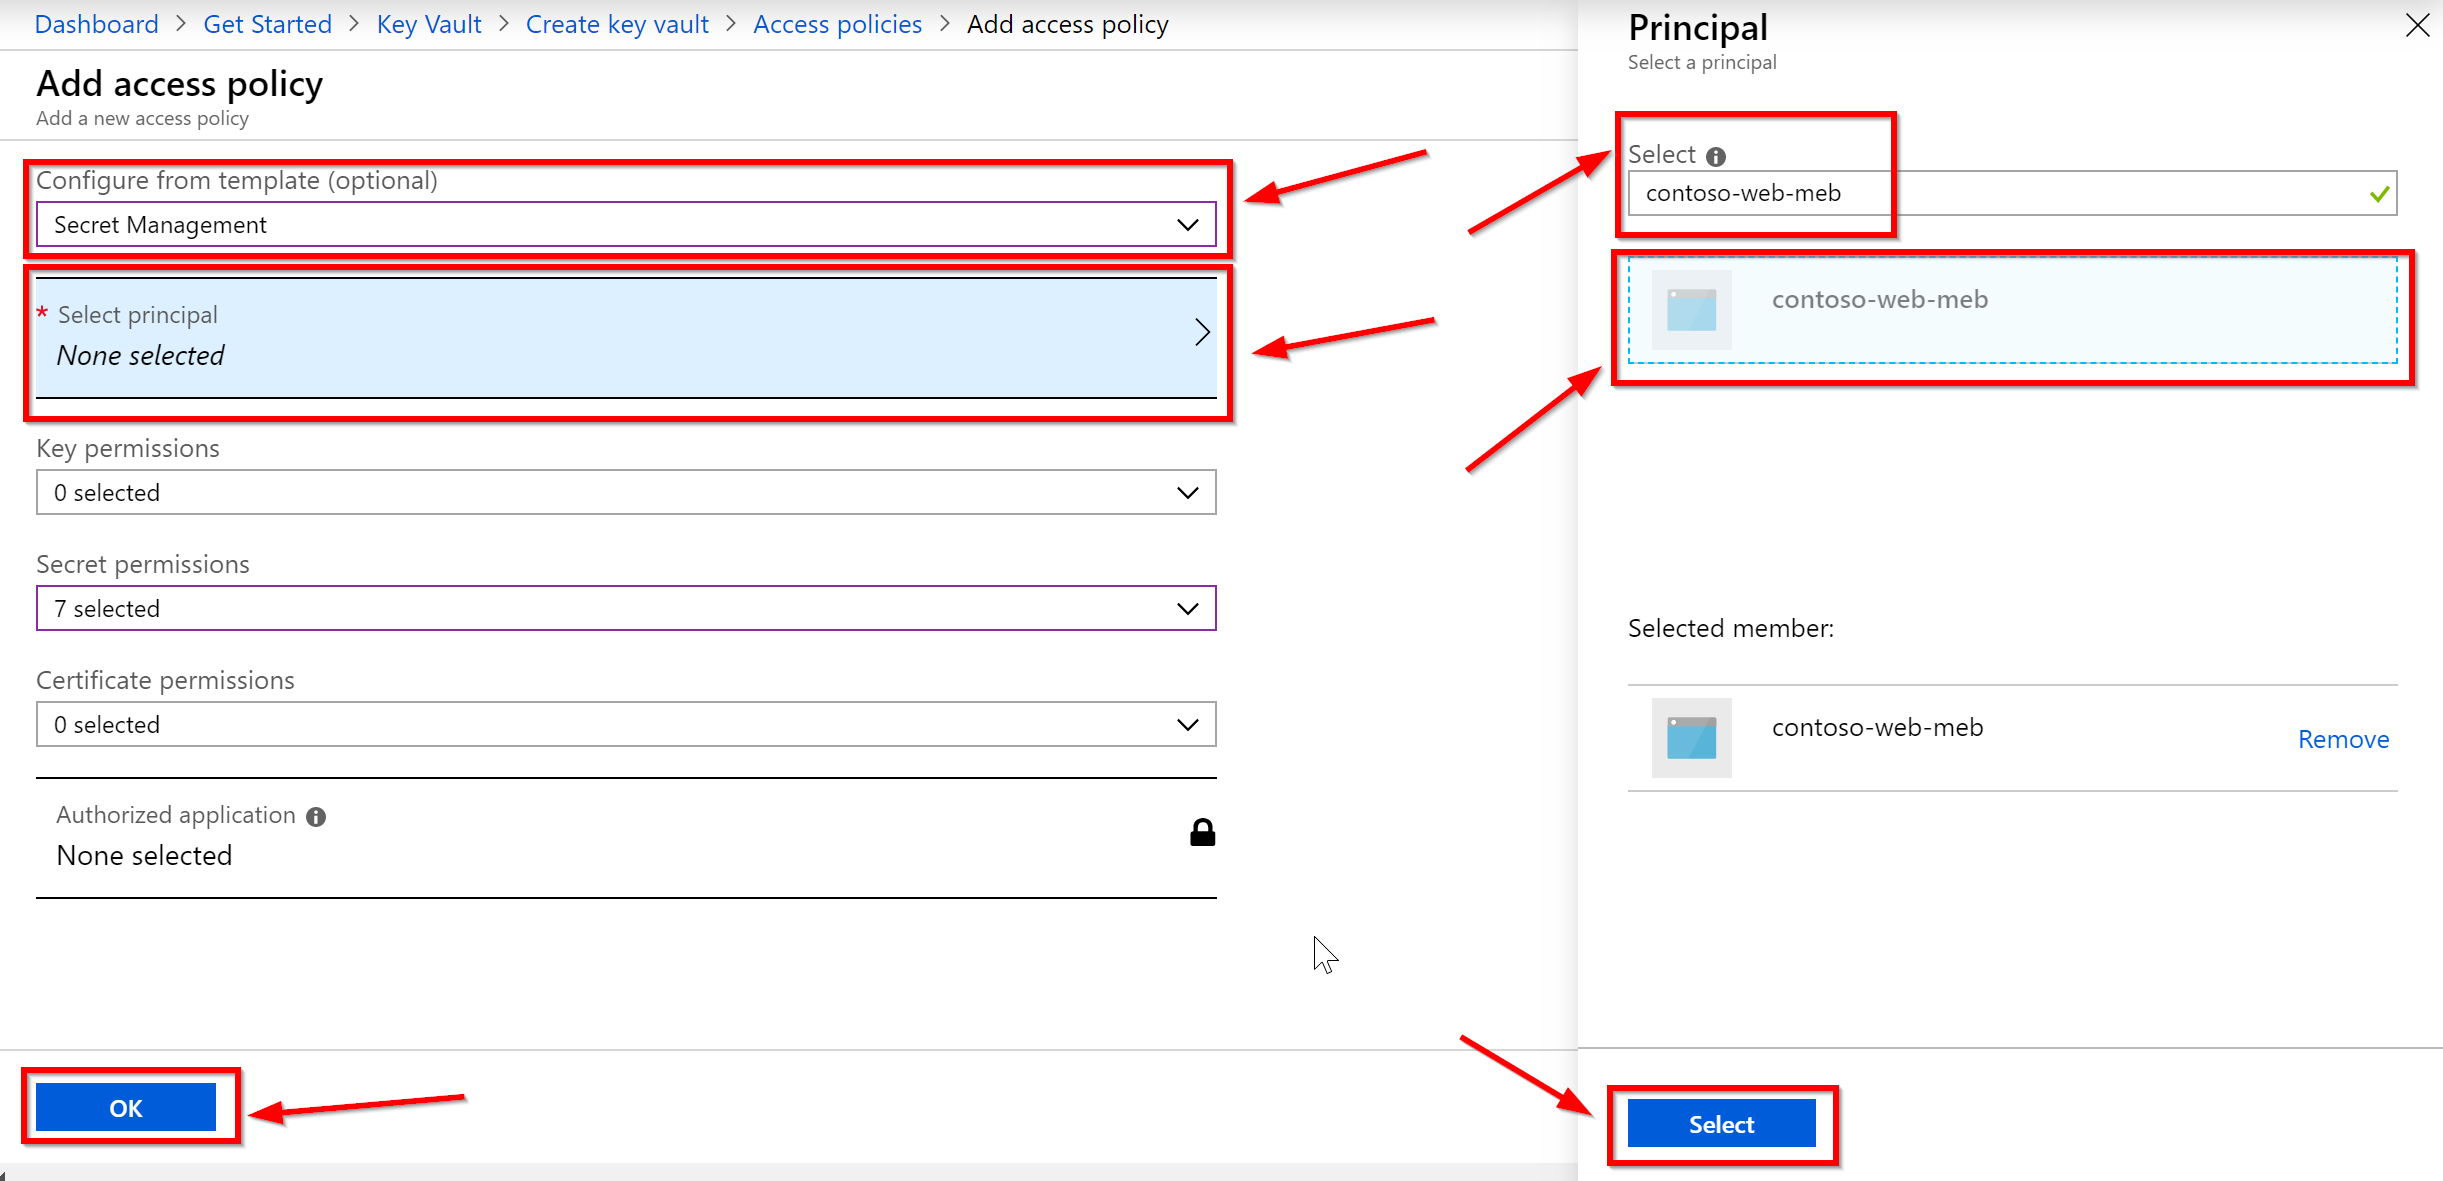 Dashboard > Get Started > Key Vault > Create key vault > Access policies > Add access policy
Add access policy
Add a new access policy
Configure from template (optional)
Secret Management
* Select principal
None selected
Key permissions
0 selected
Secret permissions
7 selected
Certificate permissions
0 selected
Authorized application
None selected
OK
Principal
Select a principal
Select
contoso-web-meb
contoso-web-meb
Selected member:
contoso-web-meb
Remove
Select